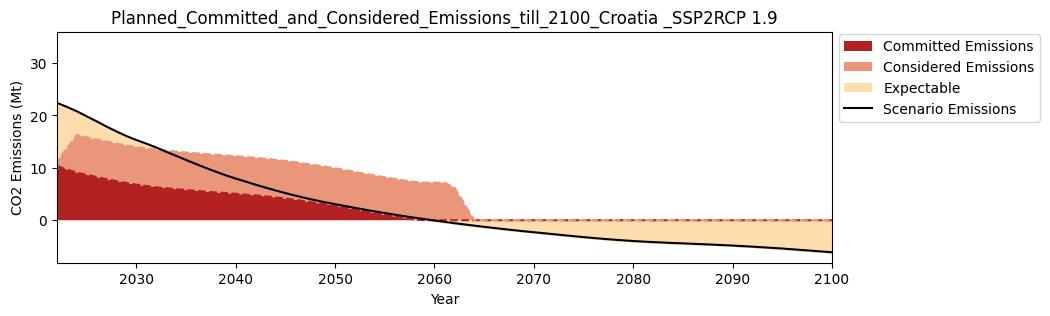 Planned_Committed_and_Considered_Emissions_till_2100_Croatia _SSP2RCP 1.9
Committed Emissions
Considered Emissions
Expectable
Scenario Emissions
CO2 Emissions (Mt)
30
20
10
0
2030 2040 2050 2060 2070 2080 2090 2100
Year